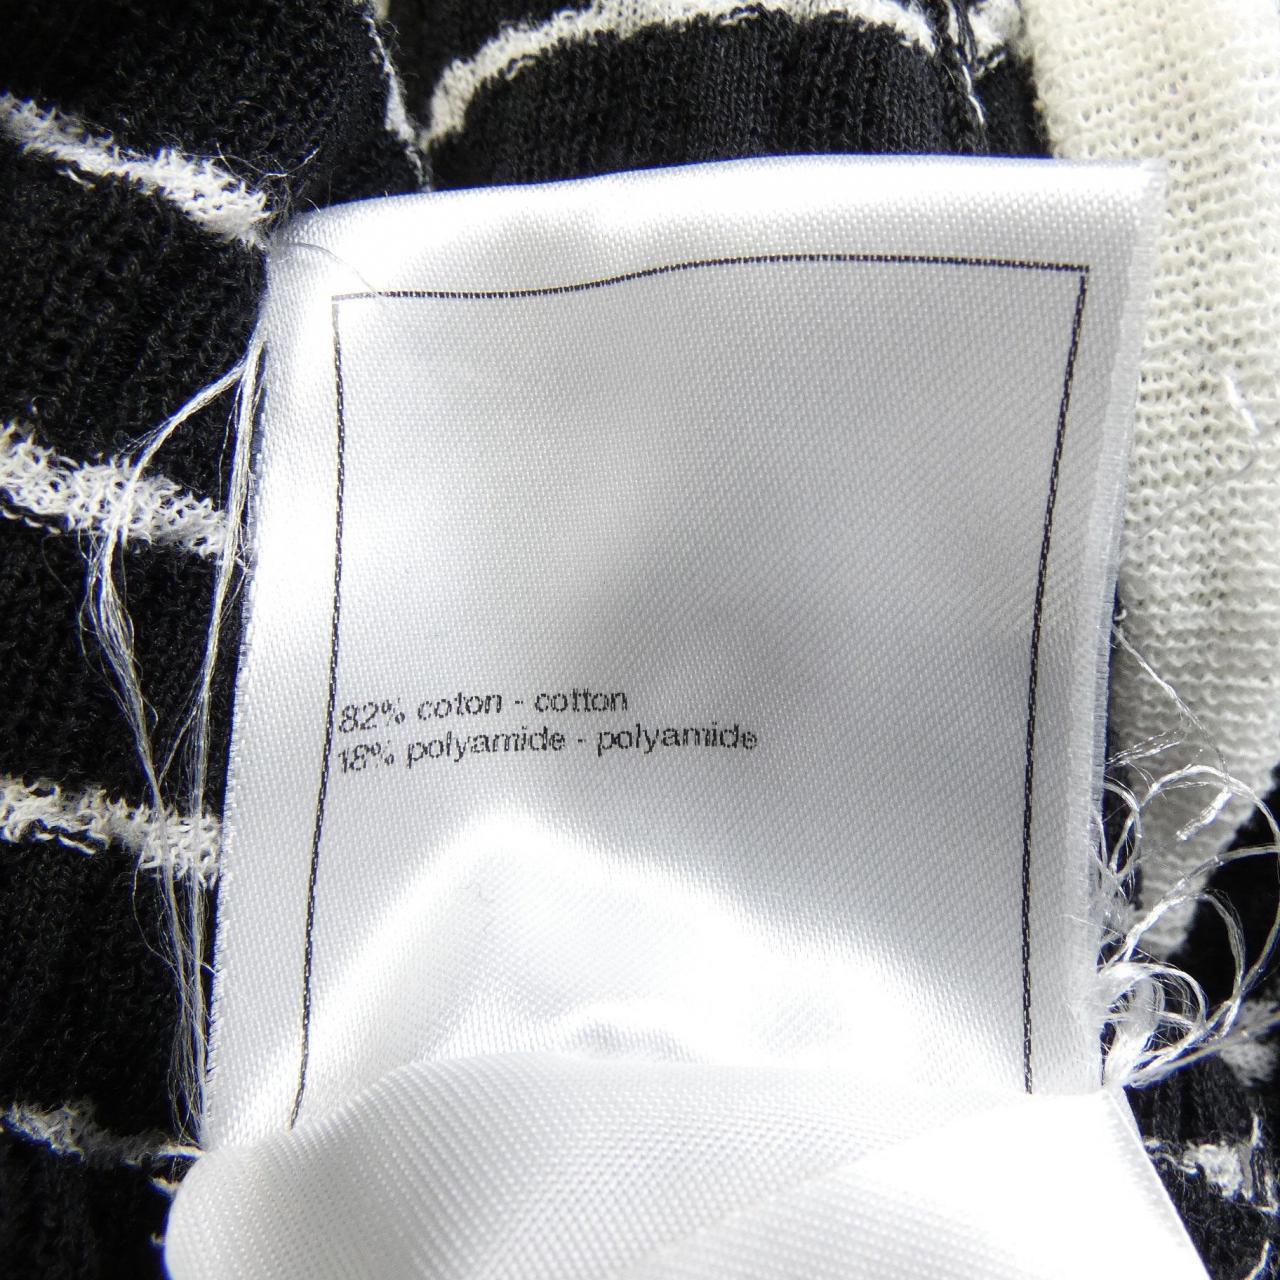 82% coton - cotton
18% polyamide - polyamide